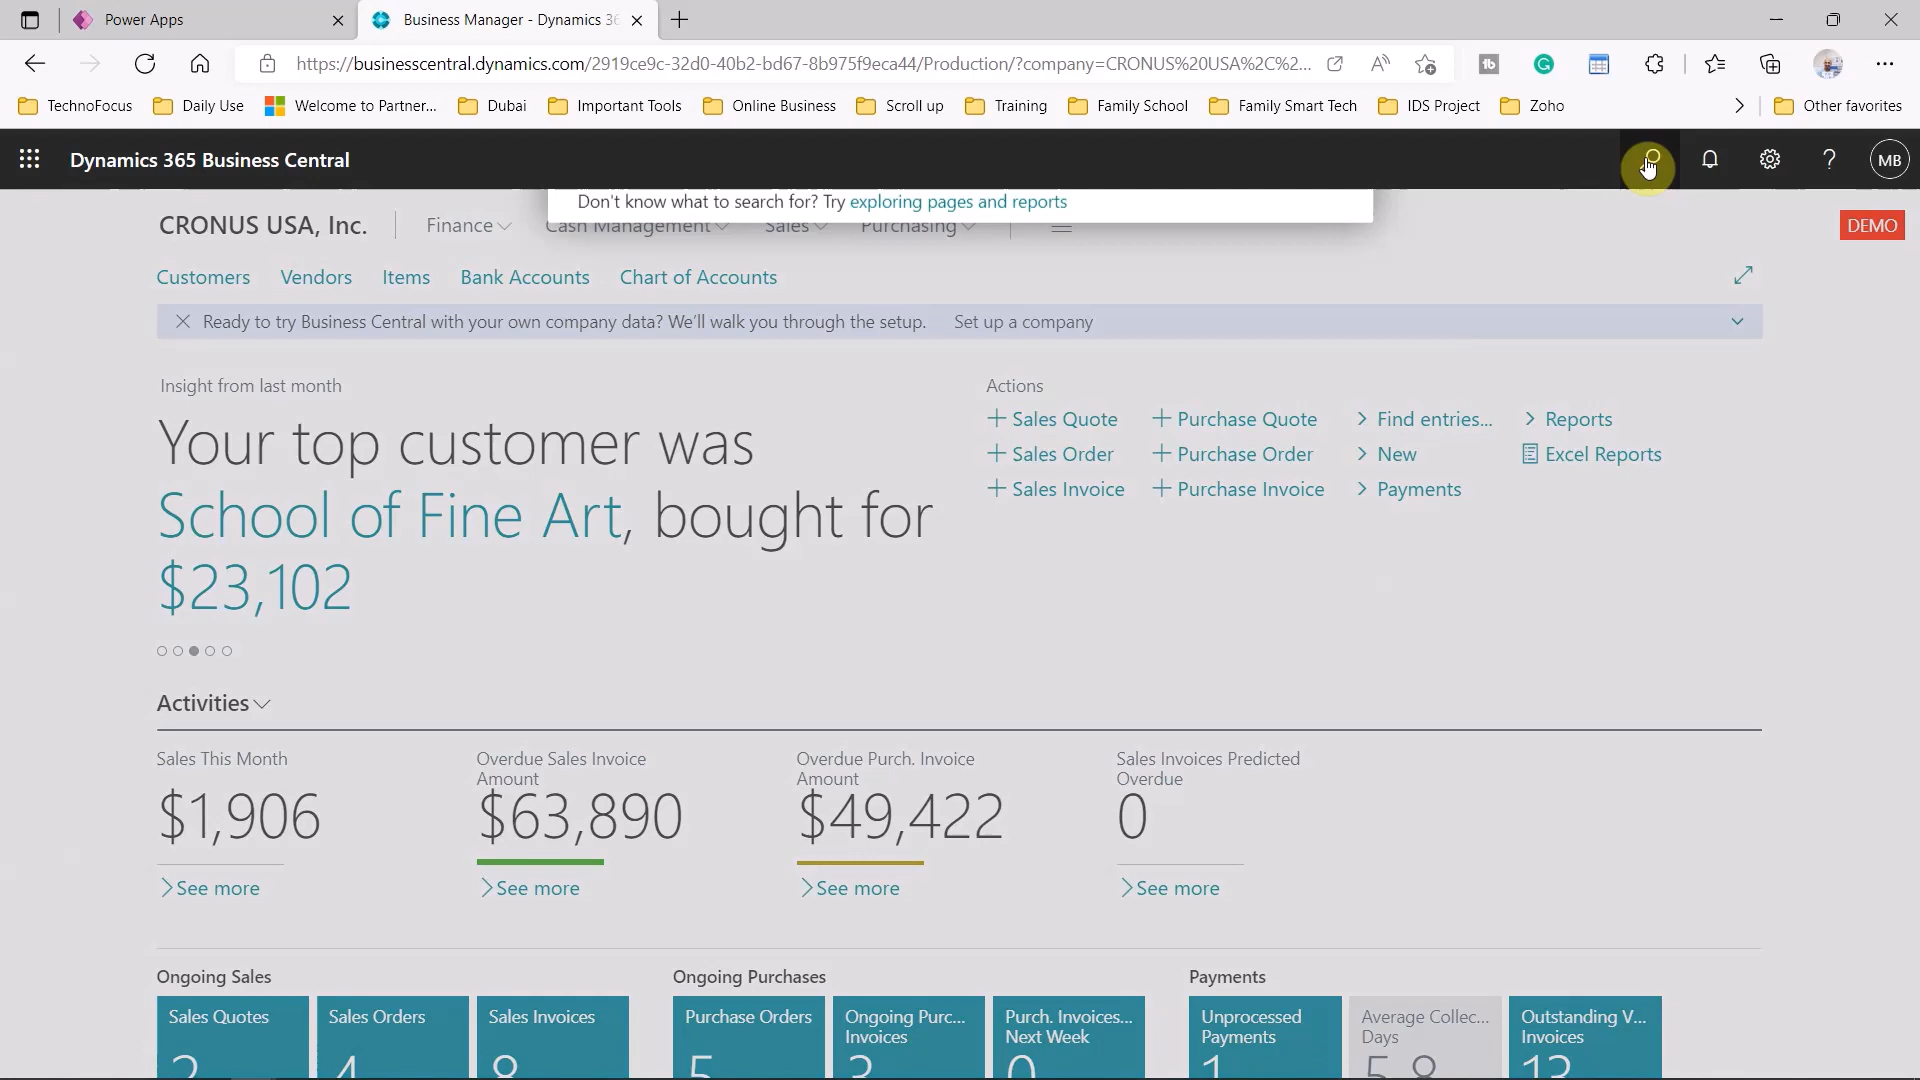 Power Apps
Business Manager - Dynamics 36
https://businesscentral.dynamics.com/2919ce9c-32d0-40b2-bd67-8b975f9eca44/Production/?company=CRONUS%20USA%2C%2...
TechnoFocus
Daily Use
Welcome to Partner...
Dubai
Important Tools
Online Business
Scroll up
Training
Family School
Family Smart Tech
IDS Project
Zoho
Other favorites
Dynamics 365 Business Central
MB
Don't know what to search for? Try exploring pages and reports
CRONUS USA, Inc.
Finance
Cash Management
Sales
Purchasing
DEMO
Customers
Vendors
Items
Bank Accounts
Chart of Accounts
Ready to try Business Central with your own company data? We'll walk you through the setup.
Set up a company
Insight from last month
Your top customer was
School of Fine Art, bought for
$23,102
Actions
+ Sales Quote
+ Purchase Quote
> Find entries...
> Reports
+ Sales Order
+ Purchase Order
> New
Excel Reports
+ Sales Invoice
+ Purchase Invoice
> Payments
Activities
Sales This Month
$1,906
>See more
Overdue Sales Invoice
Amount
$63,890
>See more
Overdue Purch. Invoice
Amount
$49,422
>See more
Sales Invoices Predicted
Overdue
0
>See more
Ongoing Sales
Sales Quotes
2
Sales Orders
4
Sales Invoices
8
Ongoing Purchases
Purchase Orders
5
Ongoing Purc...
Invoices
3
Purch. Invoices...
Next Week
0
Payments
Unprocessed
Payments
1
Average Collec...
Days
5.8
Outstanding V...
Invoices
13